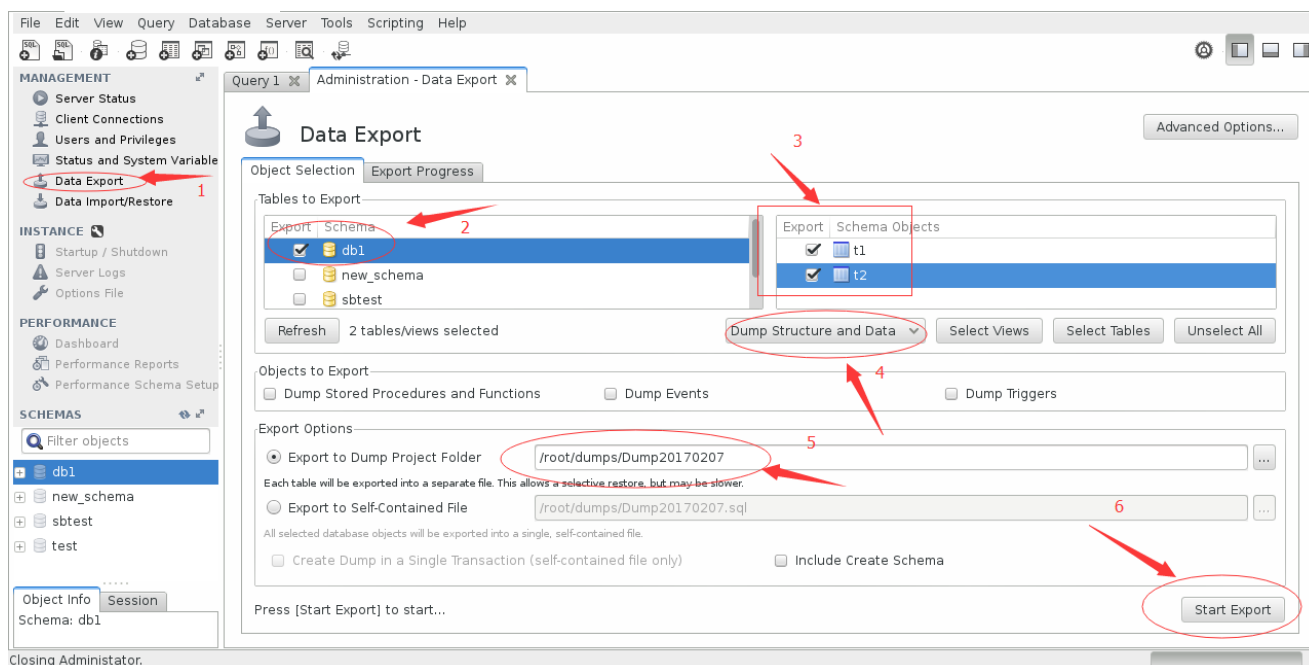 File Edit View Query Database Server Tools Scripting Help
MANAGEMENT
Server Status
Client Connections
Users and Privileges
Status and System Variable
Data Export
1
Data Import/Restore
INSTANCE
Startup / Shutdown
Server Logs
Options File
PERFORMANCE
Dashboard
Performance Reports
Performance Schema Setup
SCHEMAS
Filter objects
db1
new_schema
sbtest
test
Object Info Session
Schema: db1
Closing Administator.
Query 1 Administration - Data Export
Data Export
Advanced Options...
3
Object Selection Export Progress
Tables to Export
2
Export Schema
db1
new_schema
sbtest
Export Schema Objects
t1
t2
Refresh 2 tables/views selected Dump Structure and Data Select Views Select Tables Unselect All
4
Objects to Export
Dump Stored Procedures and Functions Dump Events Dump Triggers
Export Options
5
Export to Dump Project Folder /root/dumps/Dump20170207 ...
Each table will be exported into a separate file. This allows a selective restore, but may be slower.
Export to Self-Contained File /root/dumps/Dump20170207.sql ...
6
All selected database objects will be exported into a single, self-contained file.
Create Dump in a Single Transaction (self-contained file only) Include Create Schema
Press [Start Export] to start... Start Export